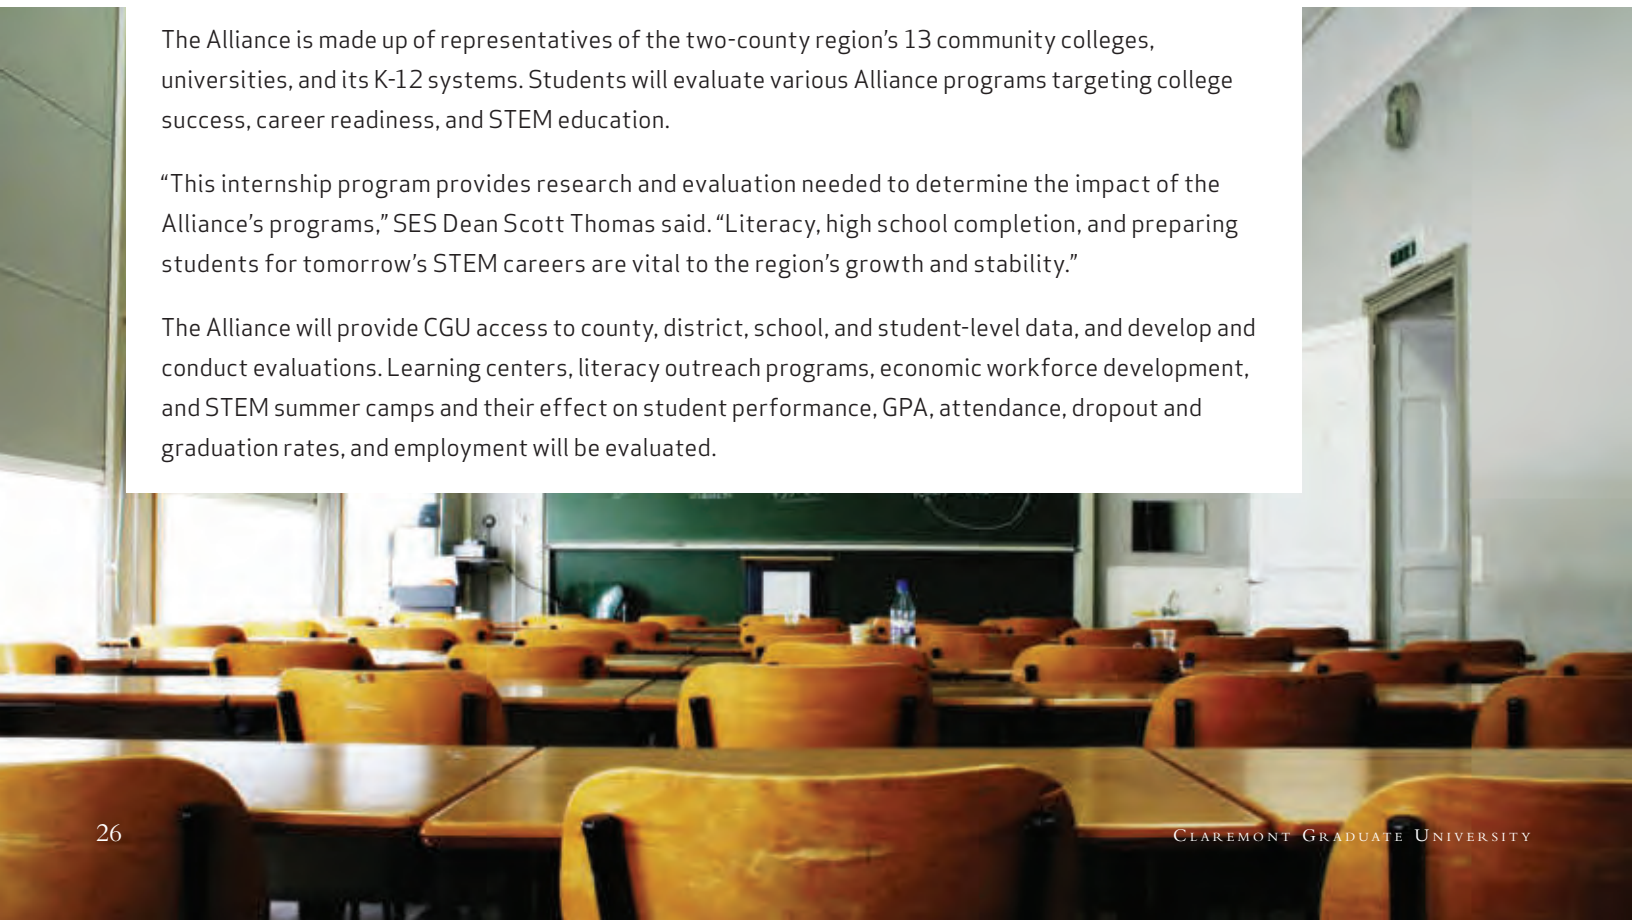 The Alliance is made up of representatives of the two-county region’s 13 community colleges,
universities, and its K-12 systems. Students will evaluate various Alliance programs targeting college
success, career readiness, and STEM education.
“This internship program provides research and evaluation needed to determine the impact of the
Alliance’s programs,” SES Dean Scott Thomas said. “Literacy, high school completion, and preparing
students for tomorrow’s STEM careers are vital to the region’s growth and stability.”
The Alliance will provide CGU access to county, district, school, and student-level data, and develop and
conduct evaluations. Learning centers, literacy outreach programs, economic workforce development,
and STEM summer camps and their effect on student performance, GPA, attendance, dropout and
graduation rates, and employment will be evaluated.
26
Claremont Graduate University